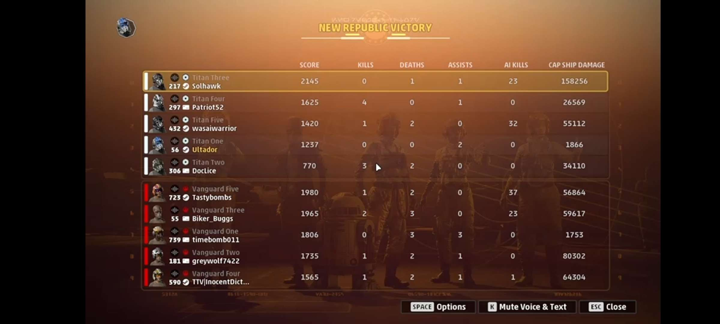 NEW REPUBLIC VICTORY
SCORE KILLS DEATHS ASSISTS AI KILLS CAP SHIP DAMAGE
Titan Three
217 Solhawk 2145 0 1 1 23 158256
Titan Four
297 Patriot52 1625 4 0 1 0 26569
Titan Five
432 wasaiwarrior 1420 1 2 0 32 55112
Titan One
56 Ultador 1237 0 0 2 0 1866
Titan Two
306 DocLice 770 3 2 0 0 34110
Vanguard Five
723 Tastybombs 1980 1 2 0 37 56864
Vanguard Three
55 Biker_Buggs 1965 2 3 0 23 59617
Vanguard One
739 timebomb011 1806 0 3 3 0 1753
Vanguard Two
181 greywolf7422 1735 1 2 1 0 80302
Vanguard Four
590 TTV|InocentDict... 1565 1 2 1 1 64304
SPACE Options K Mute Voice & Text ESC Close